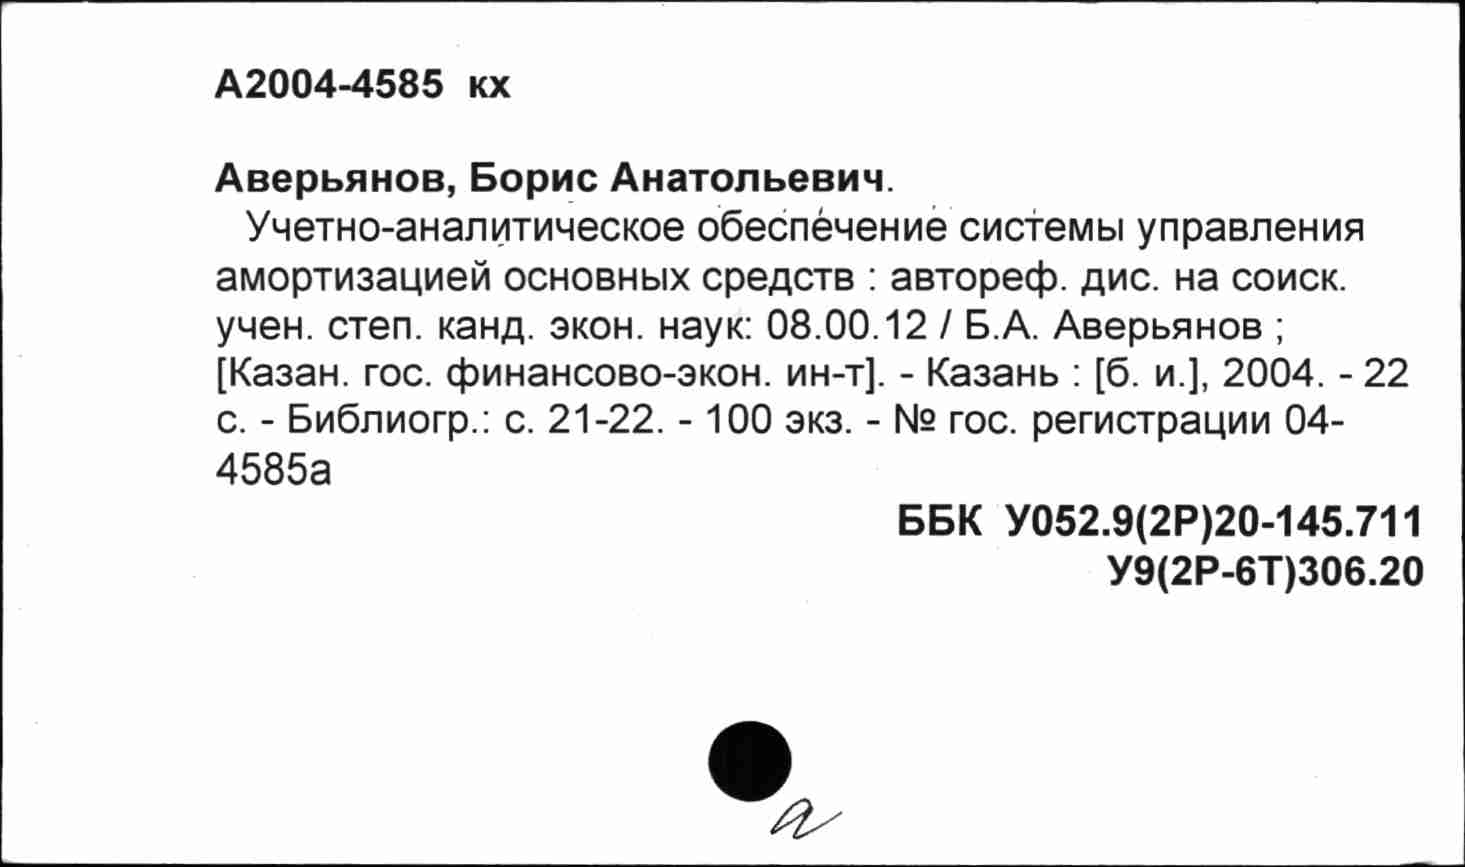 А2004-4585 кх
Аверьянов, Борис Анатольевич.
Учетно-аналитическое обеспечение системы управления
амортизацией основных средств : автореф. дис. на соиск.
учен. степ. канд. экон. наук: 08.00.12 / Б.А. Аверьянов ;
[Казан. гос. финансово-экон. ин-т]. - Казань : [б. и.], 2004. - 22
с. - Библиогр.: с. 21-22. - 100 экз. - № гос. регистрации 04-
4585а
ББК У052.9(2Р)20-145.711
У9(2Р-6Т)306.20
а